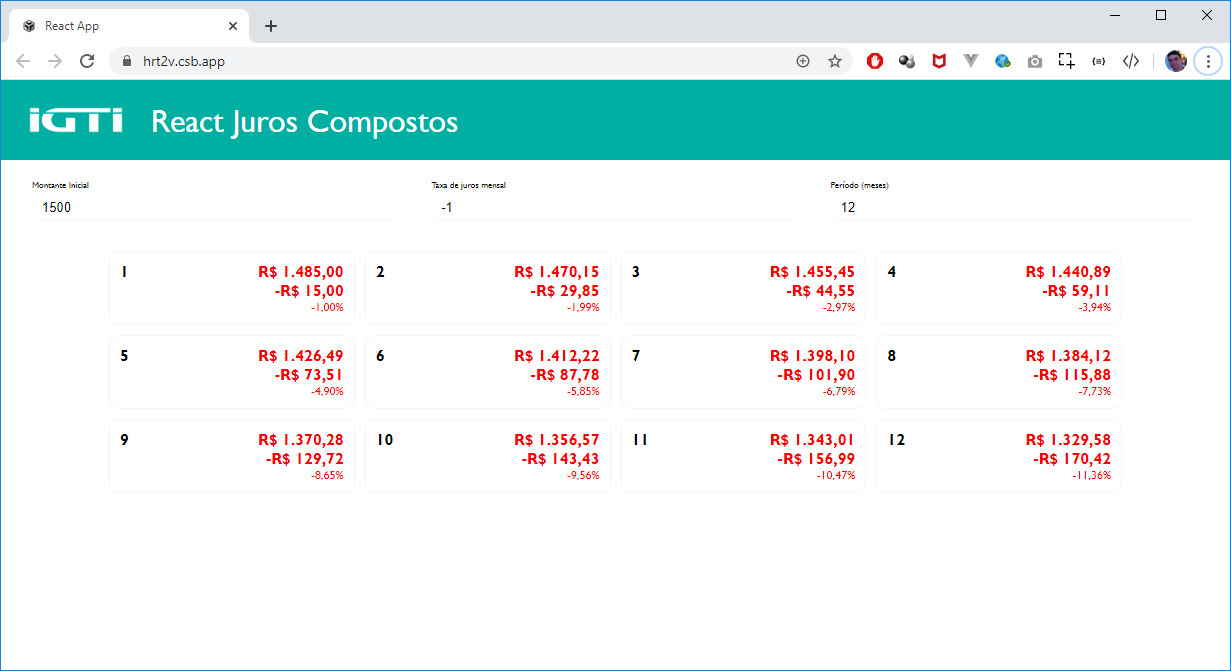 React App
hrt2v.csb.app
iGTi React Juros Compostos
Montante Inicial
1500
Taxa de juros mensal
-1
Período (meses)
12
1
R$ 1.485,00
-R$ 15,00
-1,00%
2
R$ 1.470,15
-R$ 29,85
-1,99%
3
R$ 1.455,45
-R$ 44,55
-2,97%
4
R$ 1.440,89
-R$ 59,11
-3,94%
5
R$ 1.426,49
-R$ 73,51
-4,90%
6
R$ 1.412,22
-R$ 87,78
-5,85%
7
R$ 1.398,10
-R$ 101,90
-6,79%
8
R$ 1.384,12
-R$ 115,88
-7,73%
9
R$ 1.370,28
-R$ 129,72
-8,65%
10
R$ 1.356,57
-R$ 143,43
-9,56%
11
R$ 1.343,01
-R$ 156,99
-10,47%
12
R$ 1.329,58
-R$ 170,42
-11,36%